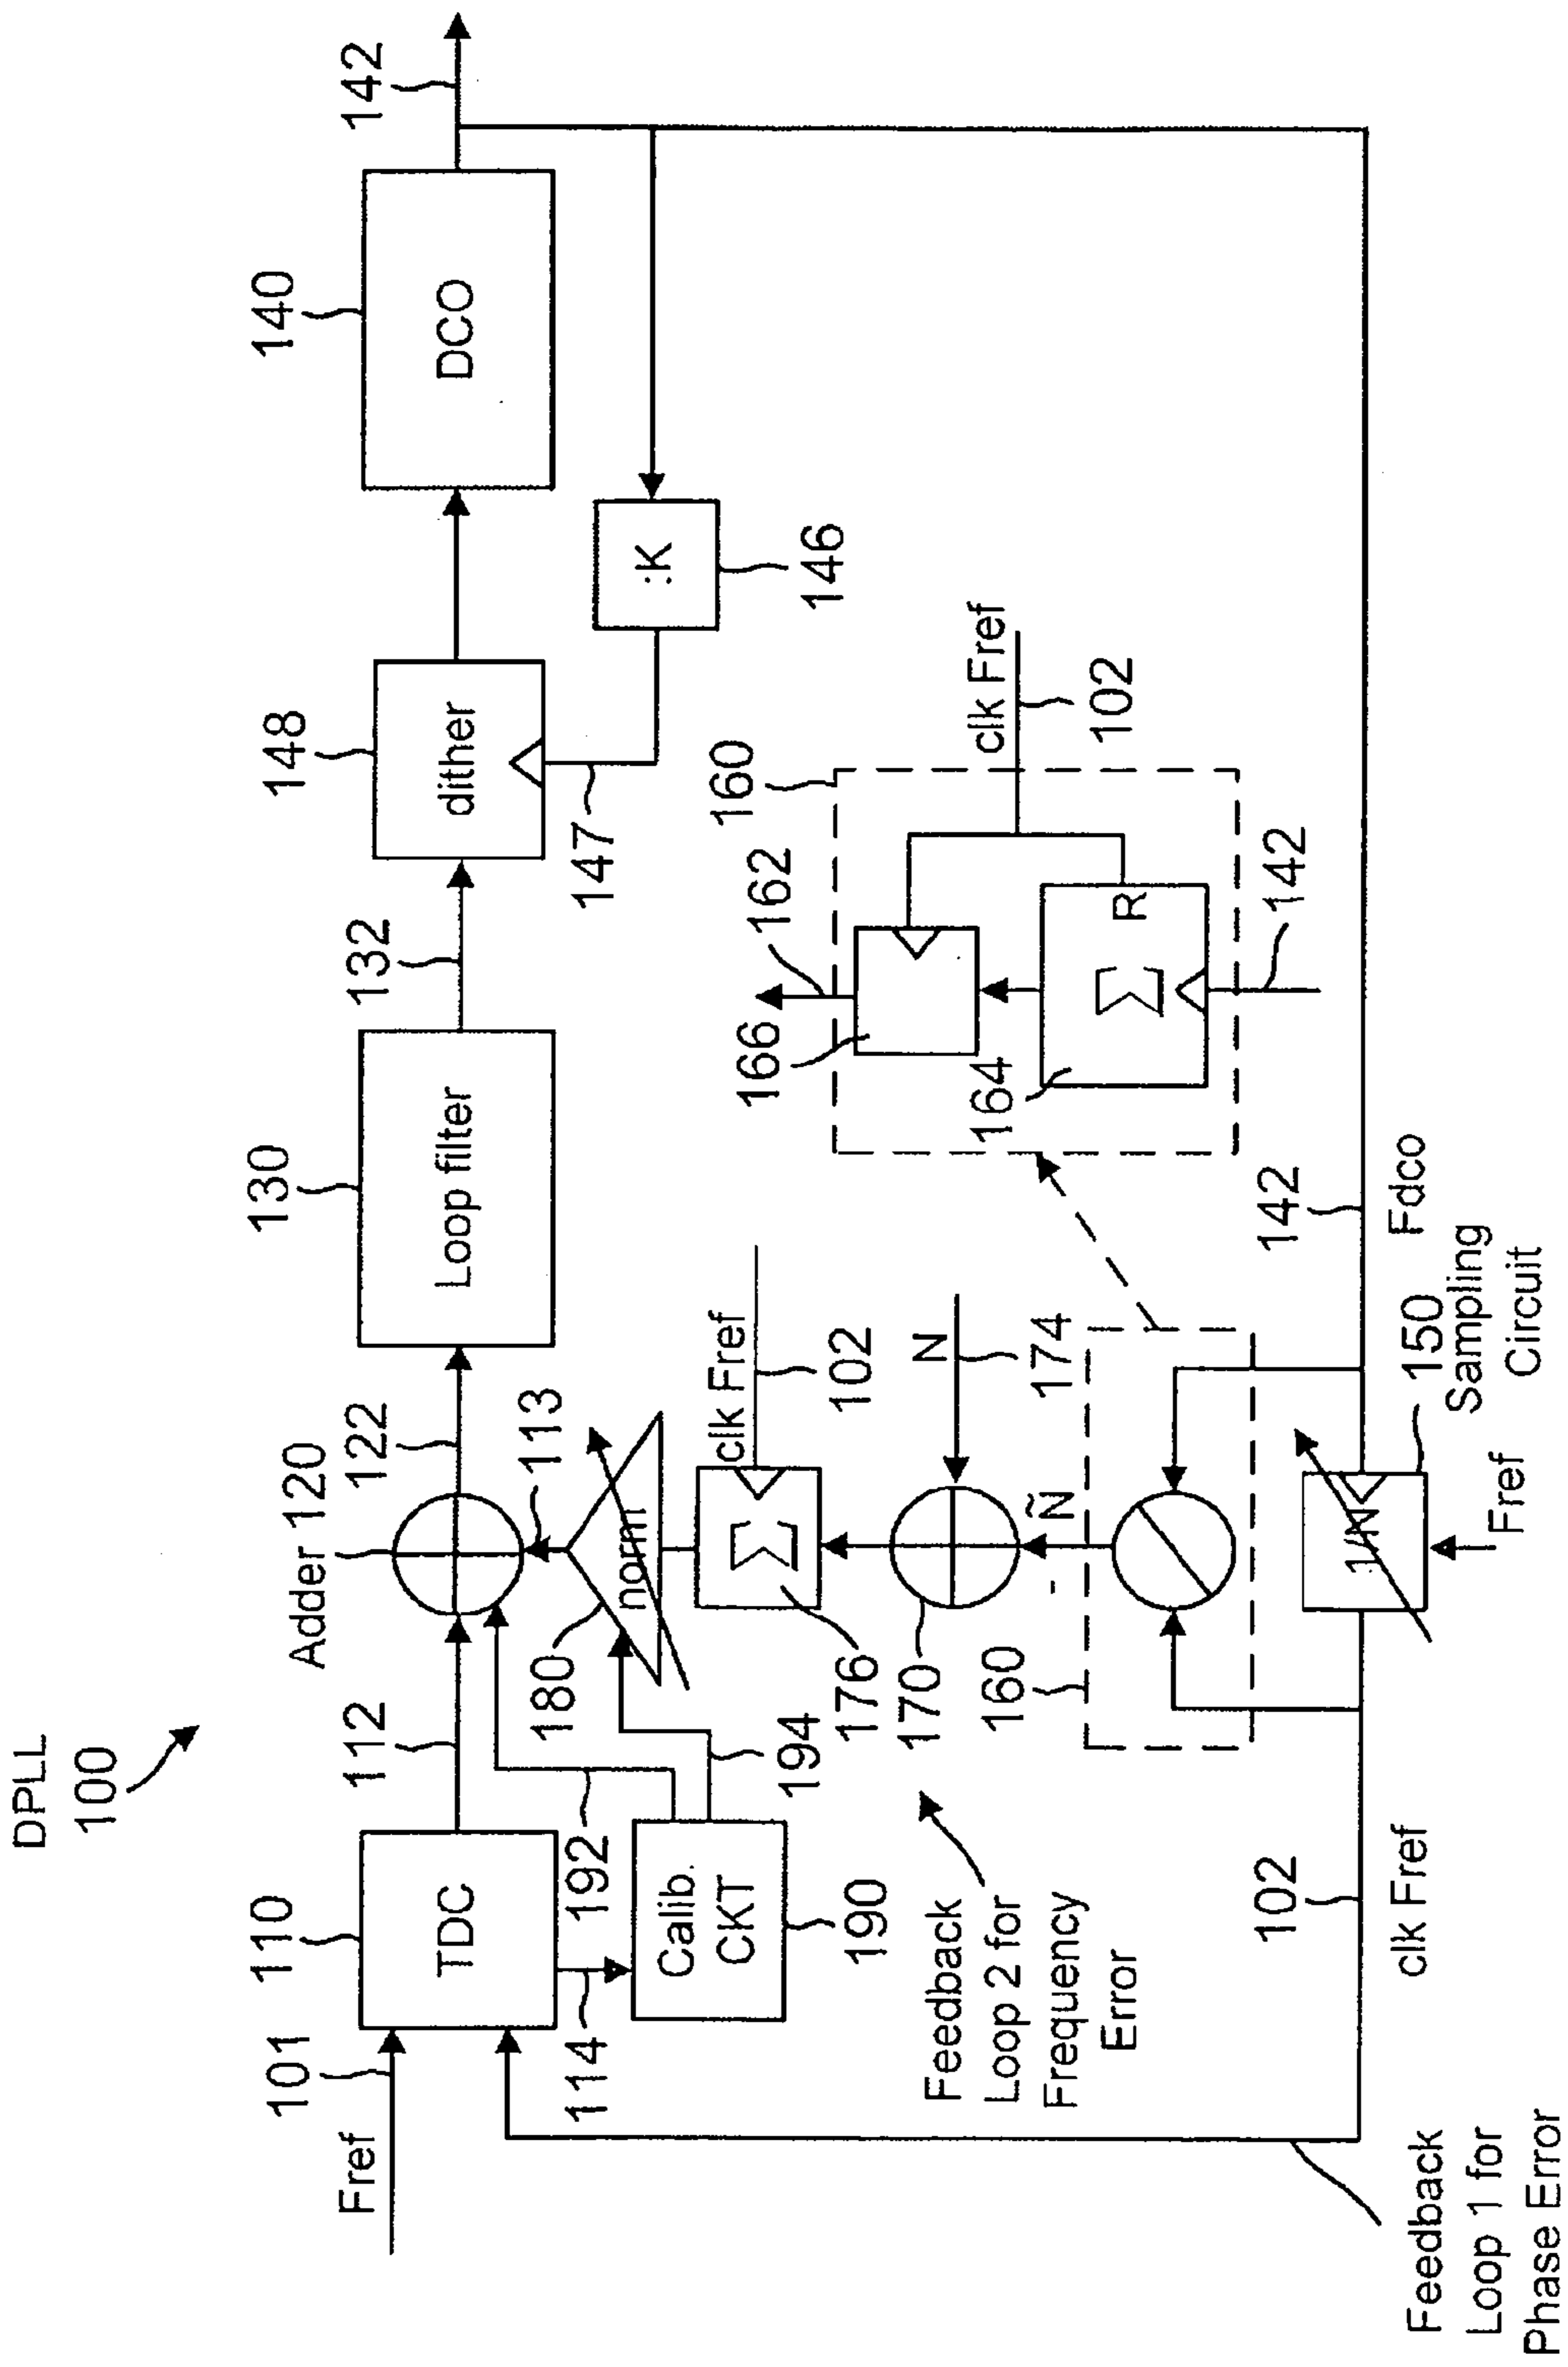 DPLL
100
Fref
101
110
TDC
112
114
Calib.
CKT
190
192
194
Adder 120
122
113
180
norm
130
Loop filter
132
148
dither
147
140
DCO
142
:K
146
clk Fref
102
176
Σ
N
174
170
-
Ñ
160
160
clk Fref
102
162
166
164
Σ
R
142
Feedback
Loop 2 for
Frequency
Error
142
Fdco
150
Sampling
Circuit
1/N
Fref
102
clk Fref
Feedback
Loop 1 for
Phase Error